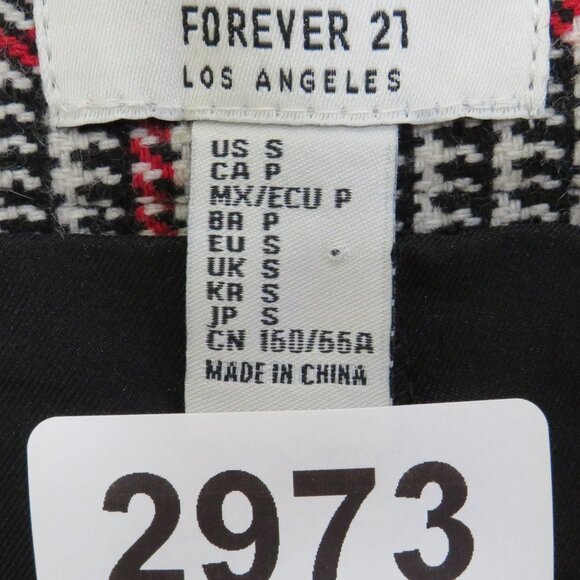 FOREVER 21
LOS ANGELES
US S
CA P
MX/ECU P
BR P
EU S
UK S
KR S
JP S
CN 160/66A
MADE IN CHINA
2973